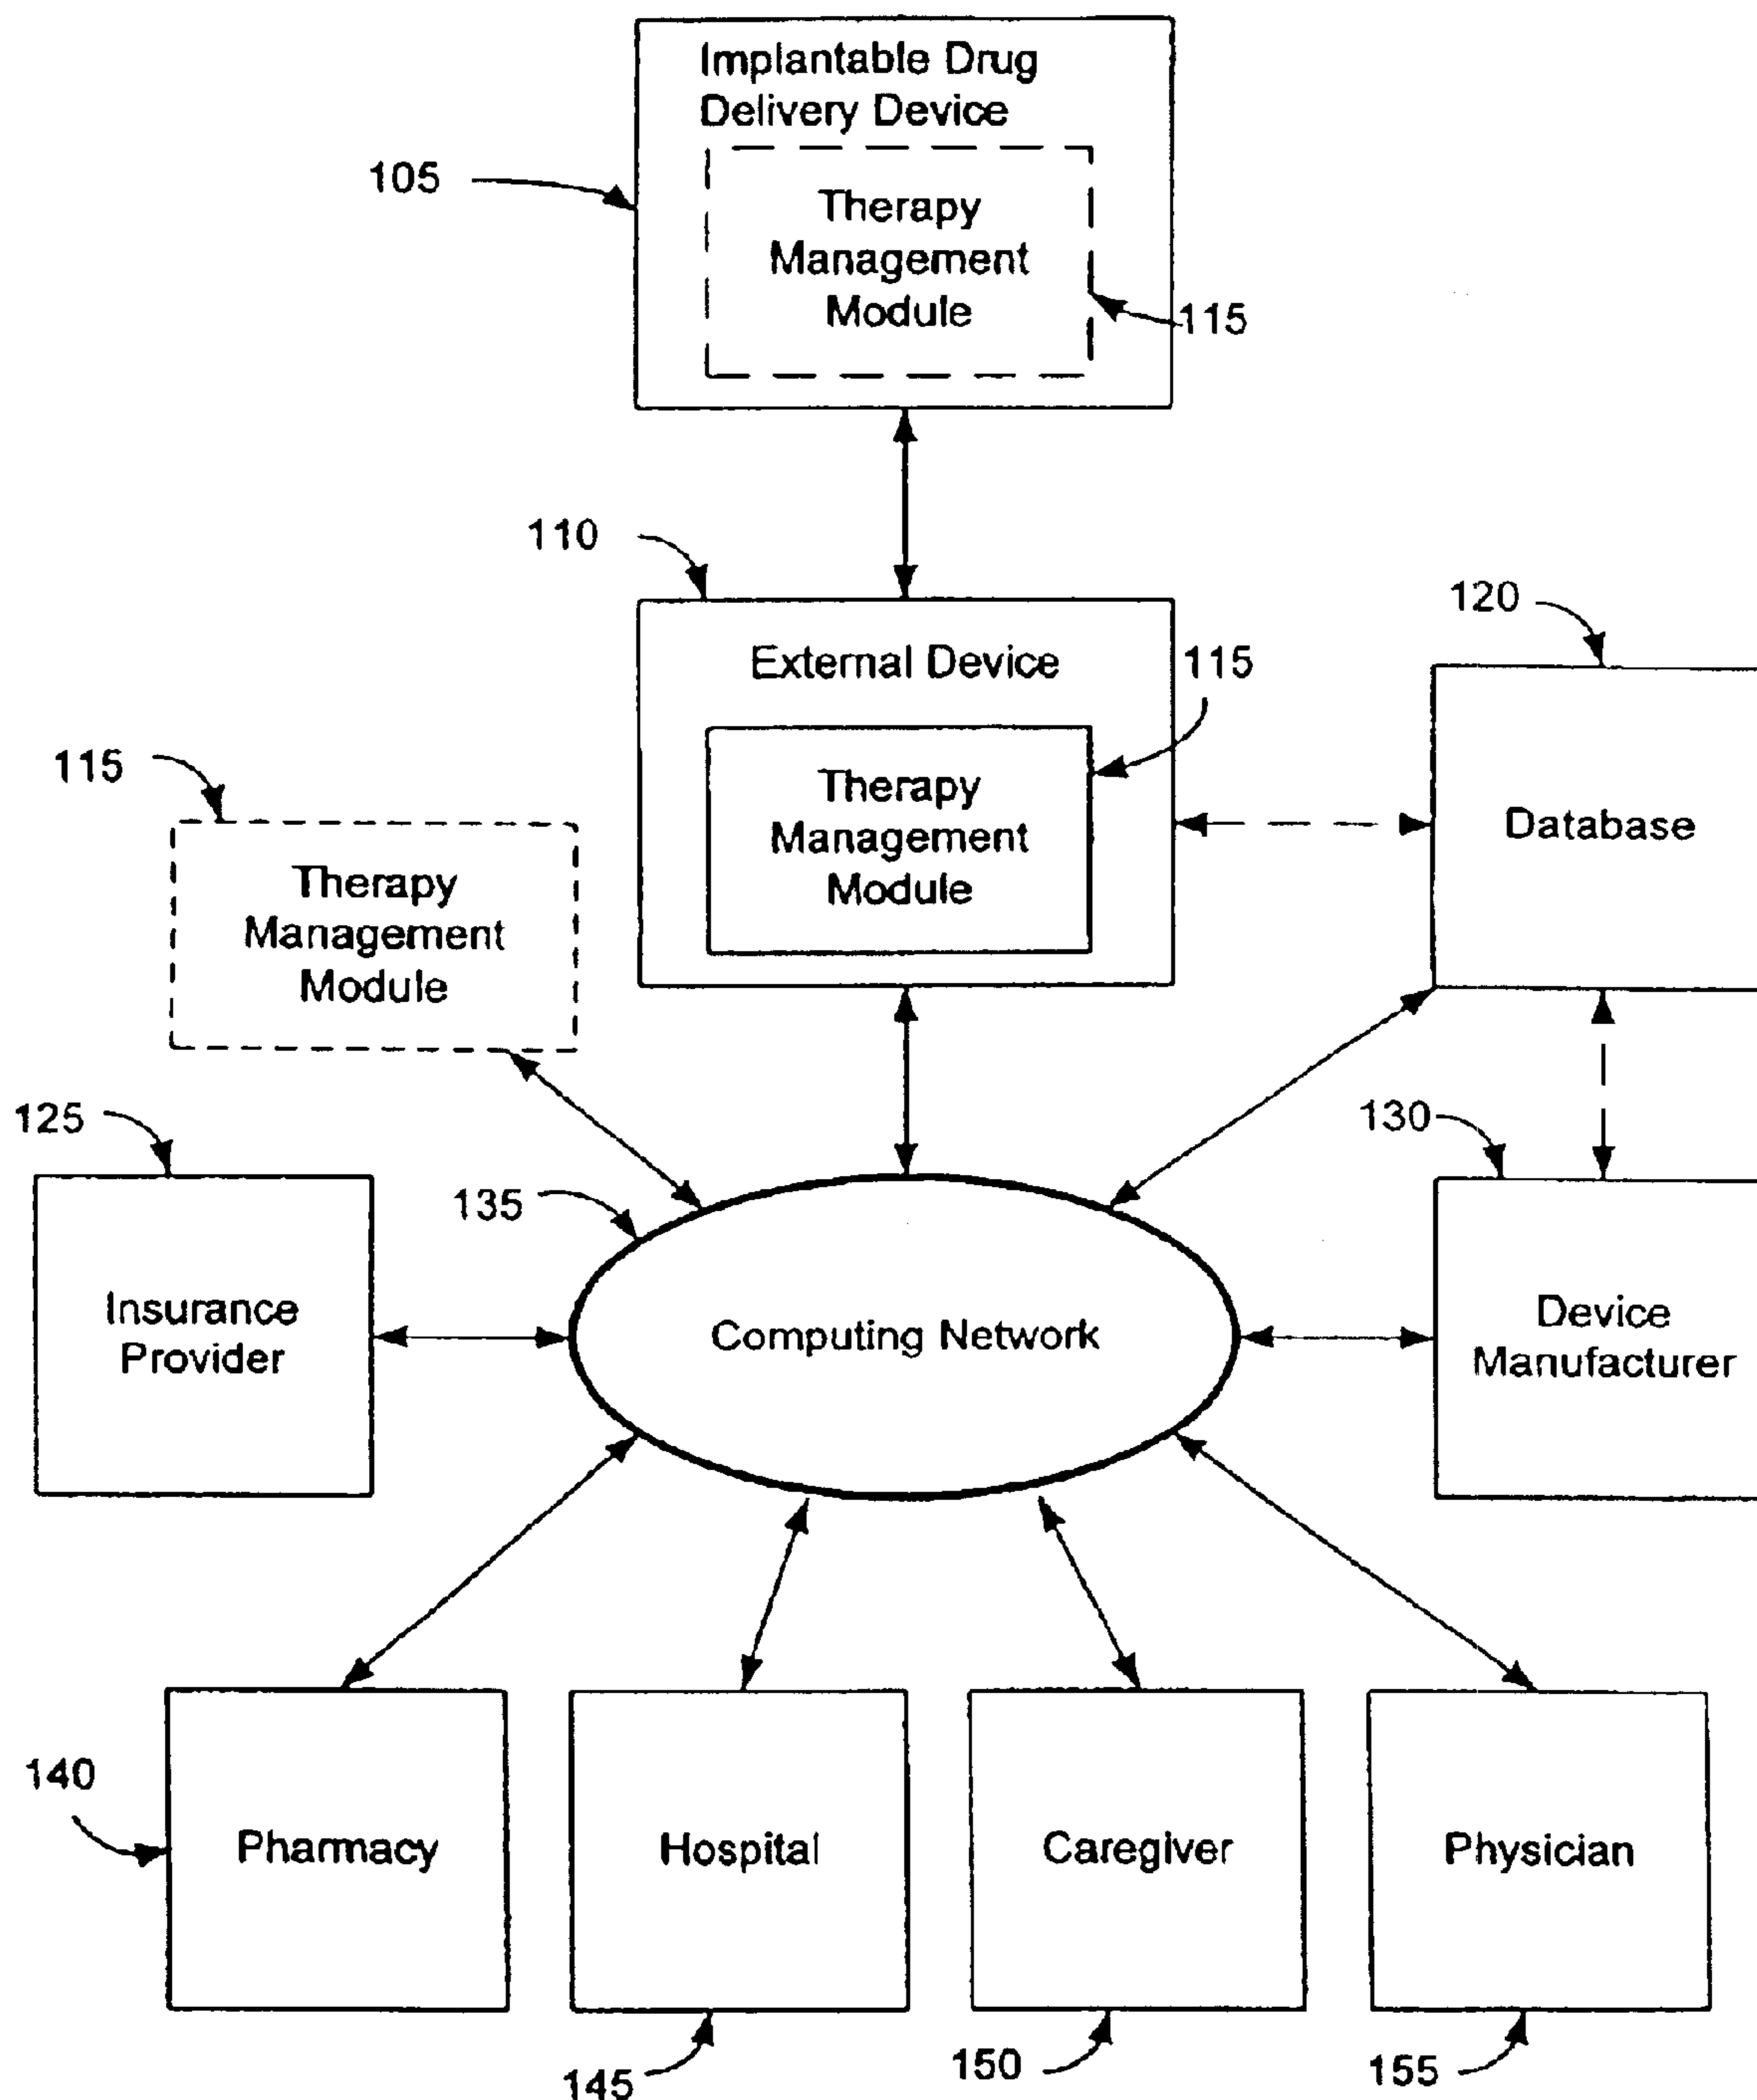 Implantable Drug
Delivery Device
105
Therapy
Management
Module
115
110
External Device
115
120
Therapy
Management
Module
Database
115
Therapy
Management
Module
125
130
135
Insurance
Provider
Computing Network
Device
Manufacturer
140
Pharmacy
Hospital
Caregiver
Physician
145
150
155